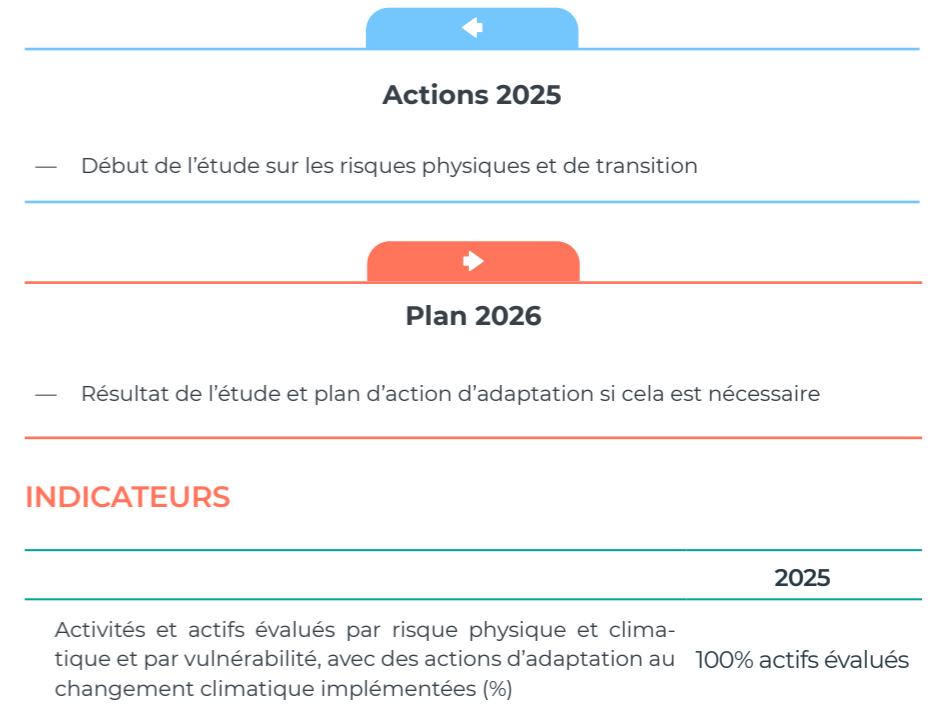 Actions 2025
— Début de l’étude sur les risques physiques et de transition
Plan 2026
— Résultat de l’étude et plan d’action d’adaptation si cela est nécessaire
INDICATEURS
2025
Activités et actifs évalués par risque physique et clima-
tique et par vulnérabilité, avec des actions d’adaptation au
changement climatique implémentées (%)
100% actifs évalués